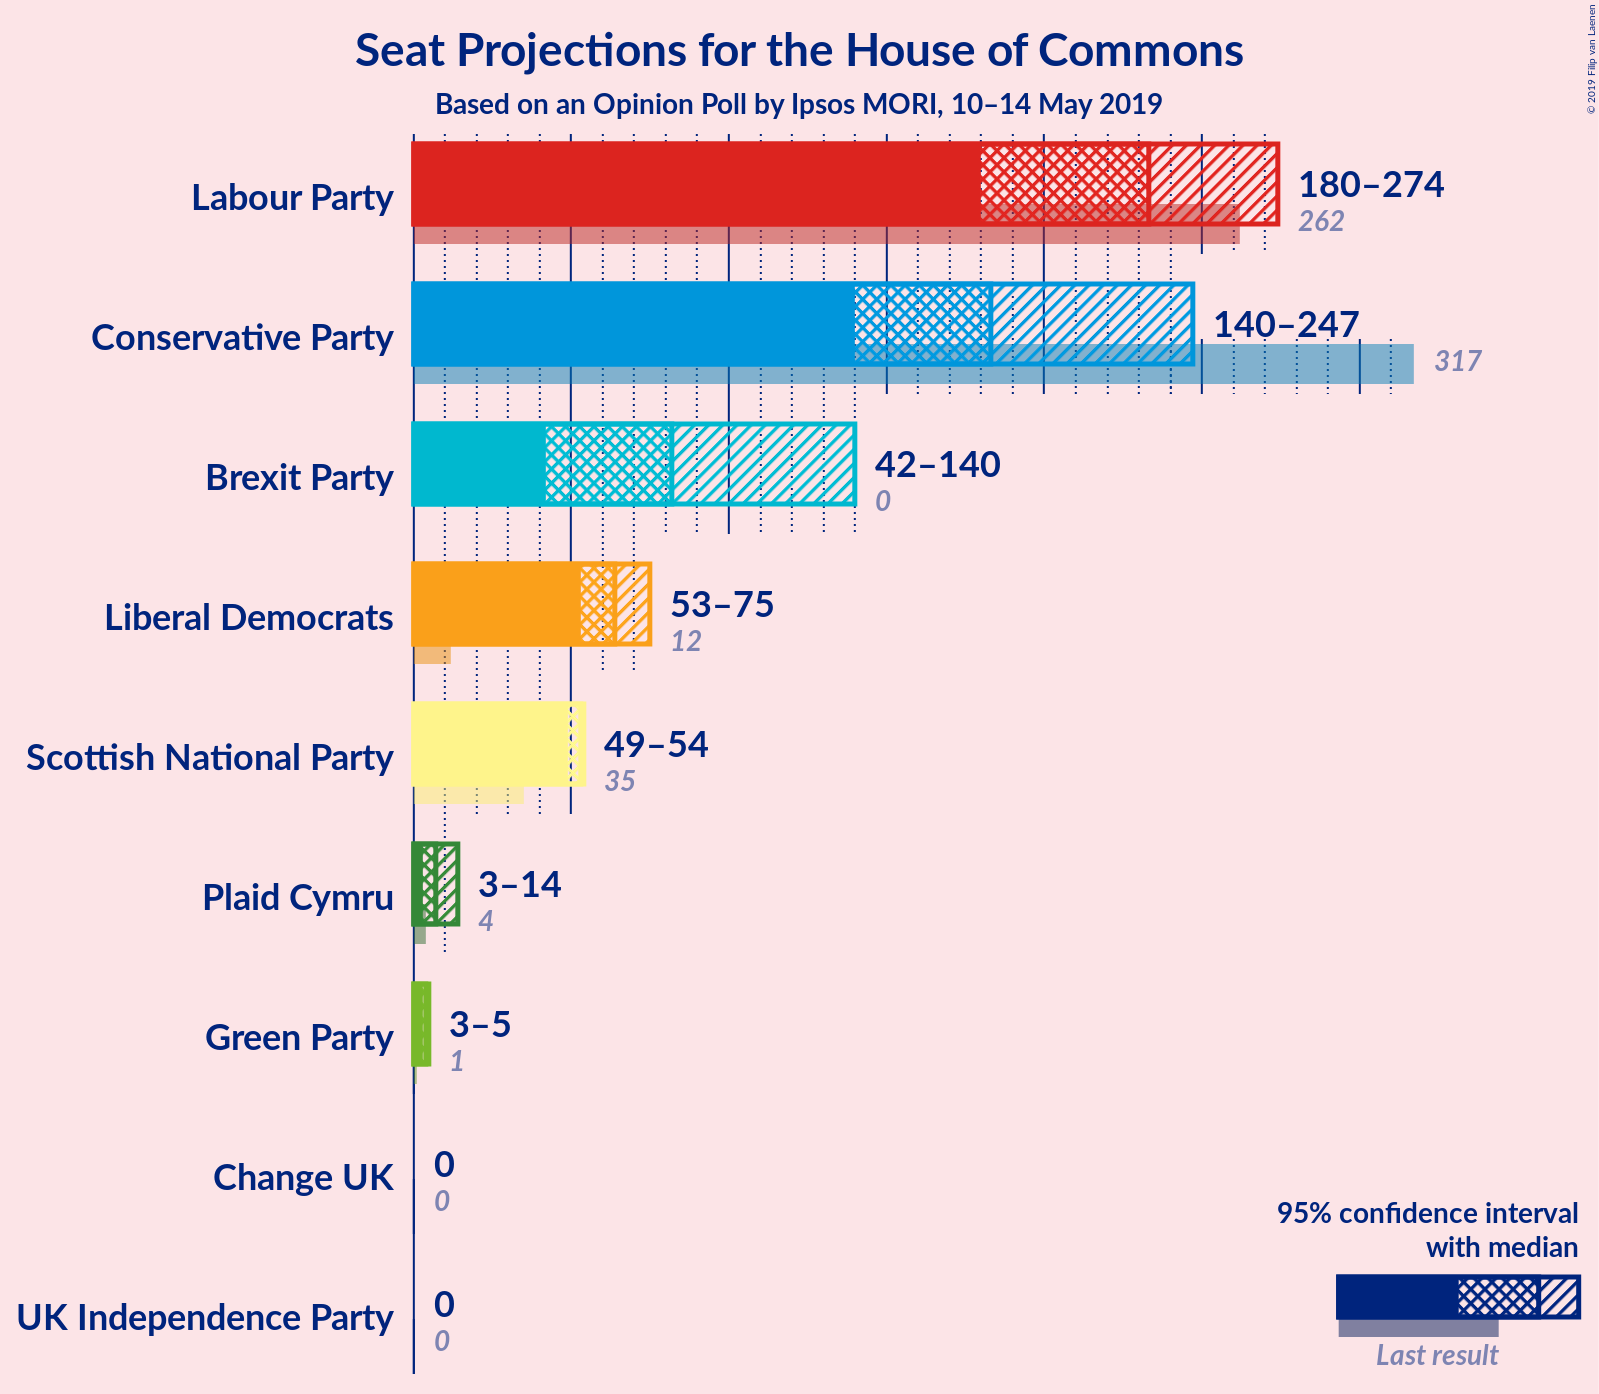 Seat Projections for the House of Commons
Based on an Opinion Poll by Ipsos MORI, 10–14 May 2019
© 2019 Filip van Laenen
Labour Party
180–274
262
Conservative Party
140–247
317
Brexit Party
42–140
0
Liberal Democrats
53–75
12
Scottish National Party
49–54
35
Plaid Cymru
3–14
4
Green Party
3–5
1
Change UK
0
0
UK Independence Party
0
0
95% confidence interval
with median
Last result